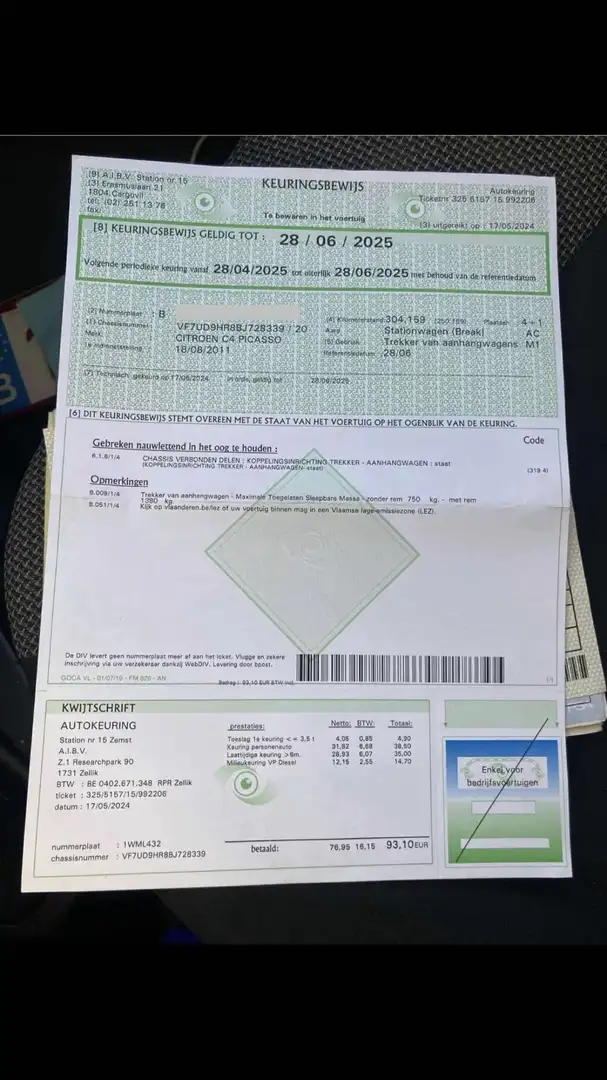 (9) A.I.B.V. Station nr 15
(3) Erasmuslaan 21
1804 Cargovil
tel: (02) 251 13 76
fax:
KEURINGSBEWIJS
Te bewaren in het voertuig
Autokeuring
Ticketnr 325 5157 15 992206
(3) uitgereikt op : 17/05/2024
[8] KEURINGSBEWIJS GELDIG TOT : 28 / 06 / 2025
Volgende periodieke keuring vanaf 28/04/2025 tot uiterlijk 28/06/2025 met behoud van de referentiedatum
(2) Nummerplaat : B
(1) Chassisnummer : VF7UD9HR8BJ728339 / 20
Merk CITROEN C4 PICASSO
1e indienststelling 18/08/2011
(4) Kilometerstand 304.159 Plaatsen 4 + 1
Aard Stationwagen (Break) AC
(5) Gebruik Trekker van aanhangwagens M1
Referentiedatum 28/06
(7) Technisch gekeurd op 17/05/2024 in orde, geldig tot 28/06/2025
[6] DIT KEURINGSBEWIJS STEMT OVEREEN MET DE STAAT VAN HET VOERTUIG OP HET OGENBLIK VAN DE KEURING.
Gebreken nauwlettend in het oog te houden :
Code
6.1.8/1/4 CHASSIS VERBONDEN DELEN : KOPPELINGSINRICHTING TREKKER - AANHANGWAGEN : staat
(KOPPELINGSINRICHTING TREKKER - AANHANGWAGEN- staat)
(319 4)
Opmerkingen
Trekker van aanhangwagen - Maximale Toegelaten Sleepbare Massa - zonder rem 750 kg. - met rem
kg.
Kijk op vlaanderen.be/lez of uw voertuig binnen mag in een Vlaamse lage-emissiezone (LEZ).
De DIV levert geen nummerplaat meer af aan het loket. Vlugge en zekere
inschrijving via uw verzekeraar dankzij WebDIV. Levering door bpost.
GOCA VL - 01/07/19 - FM 826 - AN
Bedrag : 93,10 EUR BTW incl.
1/1
KWIJTSCHRIFT
AUTOKEURING
Station nr 15 Zemst
A.I.B.V.
Z.1 Researchpark 90
1731 Zellik
BTW : BE 0402.671.348 RPR Zellik
ticket : 325/5157/15/992206
datum : 17/05/2024
nummerplaat : 1WML432
chassisnummer : VF7UD9HR8BJ728339
prestaties: Netto: BTW: Totaal:
Toeslag 1e keuring <= 3,5 t 4,05 0,85 4,90
Keuring personenauto 31,82 6,68 38,50
Laattijdige keuring >6m. 28,93 6,07 35,00
Milieukeuring VP Diesel 12,15 2,55 14,70
betaald: 76,95 16,15 93,10 EUR
Enkel voor
bedrijfsvoertuigen